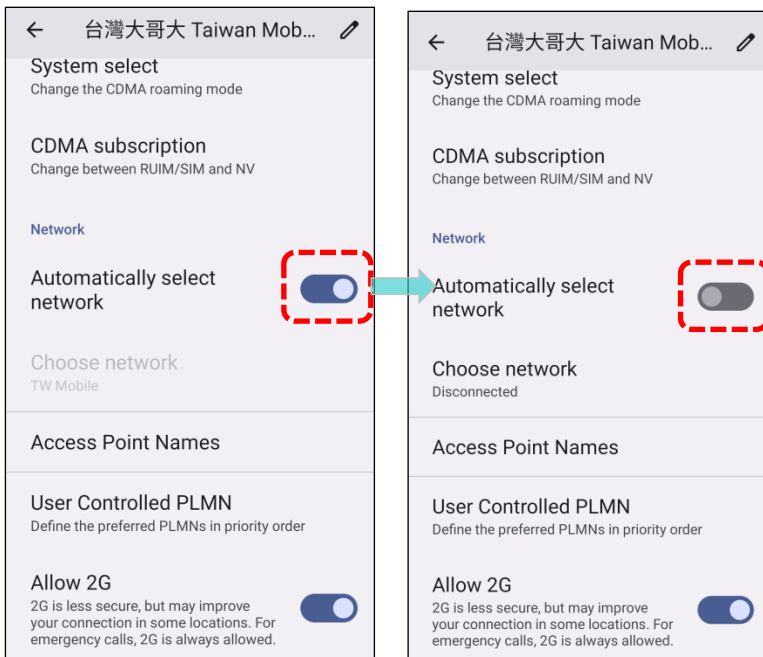 台灣大哥大 Taiwan Mob...
System select
Change the CDMA roaming mode
CDMA subscription
Change between RUIM/SIM and NV
Network
Automatically select
network
Choose network
TW Mobile
Access Point Names
User Controlled PLMN
Define the preferred PLMNs in priority order
Allow 2G
2G is less secure, but may improve
your connection in some locations. For
emergency calls, 2G is always allowed.
台灣大哥大 Taiwan Mob...
System select
Change the CDMA roaming mode
CDMA subscription
Change between RUIM/SIM and NV
Network
Automatically select
network
Choose network
Disconnected
Access Point Names
User Controlled PLMN
Define the preferred PLMNs in priority order
Allow 2G
2G is less secure, but may improve
your connection in some locations. For
emergency calls, 2G is always allowed.